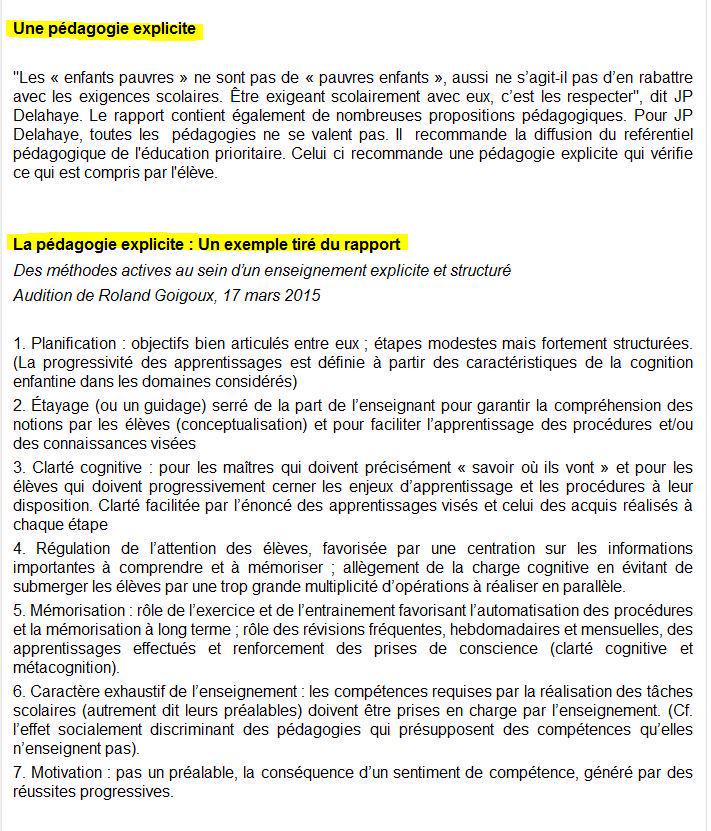 Une pédagogie explicite
"Les « enfants pauvres » ne sont pas de « pauvres enfants », aussi ne s’agit-il pas d’en rabattre
avec les exigences scolaires. Être exigeant scolairement avec eux, c’est les respecter", dit JP
Delahaye. Le rapport contient également de nombreuses propositions pédagogiques. Pour JP
Delahaye, toutes les pédagogies ne se valent pas. Il recommande la diffusion du reférentiel
pédagogique de l'éducation prioritaire. Celui ci recommande une pédagogie explicite qui vérifie
ce qui est compris par l'élève.
La pédagogie explicite : Un exemple tiré du rapport
Des méthodes actives au sein d’un enseignement explicite et structuré
Audition de Roland Goigoux, 17 mars 2015
1. Planification : objectifs bien articulés entre eux ; étapes modestes mais fortement structurées.
(La progressivité des apprentissages est définie à partir des caractéristiques de la cognition
enfantine dans les domaines considérés)
2. Étayage (ou un guidage) serré de la part de l’enseignant pour garantir la compréhension des
notions par les élèves (conceptualisation) et pour faciliter l’apprentissage des procédures et/ou
des connaissances visées
3. Clarté cognitive : pour les maîtres qui doivent précisément « savoir où ils vont » et pour les
élèves qui doivent progressivement cerner les enjeux d’apprentissage et les procédures à leur
disposition. Clarté facilitée par l’énoncé des apprentissages visés et celui des acquis réalisés à
chaque étape
4. Régulation de l’attention des élèves, favorisée par une centration sur les informations
importantes à comprendre et à mémoriser ; allègement de la charge cognitive en évitant de
submerger les élèves par une trop grande multiplicité d’opérations à réaliser en parallèle.
5. Mémorisation : rôle de l’exercice et de l’entrainement favorisant l’automatisation des procédures
et la mémorisation à long terme ; rôle des révisions fréquentes, hebdomadaires et mensuelles, des
apprentissages effectués et renforcement des prises de conscience (clarté cognitive et
métacognition).
6. Caractère exhaustif de l’enseignement : les compétences requises par la réalisation des tâches
scolaires (autrement dit leurs préalables) doivent être prises en charge par l’enseignement. (Cf.
l’effet socialement discriminant des pédagogies qui présupposent des compétences qu’elles
n’enseignent pas).
7. Motivation : pas un préalable, la conséquence d’un sentiment de compétence, généré par des
réussites progressives.